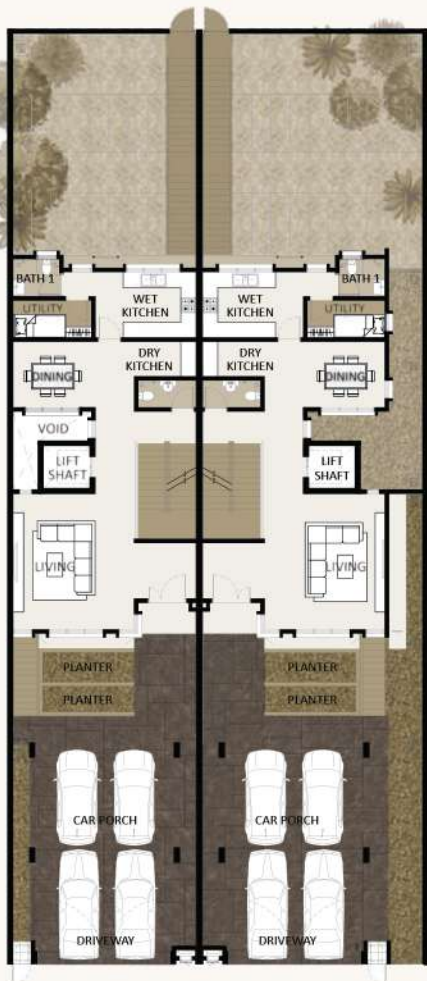 BATH 1
BATH 1
UTILITY
UTILITY
WET
KITCHEN
WET
KITCHEN
DRY
KITCHEN
DRY
KITCHEN
DINING
DINING
VOID
LIFT
SHAFT
LIFT
SHAFT
LIVING
LIVING
PLANTER
PLANTER
PLANTER
PLANTER
CAR PORCH
CAR PORCH
DRIVEWAY
DRIVEWAY